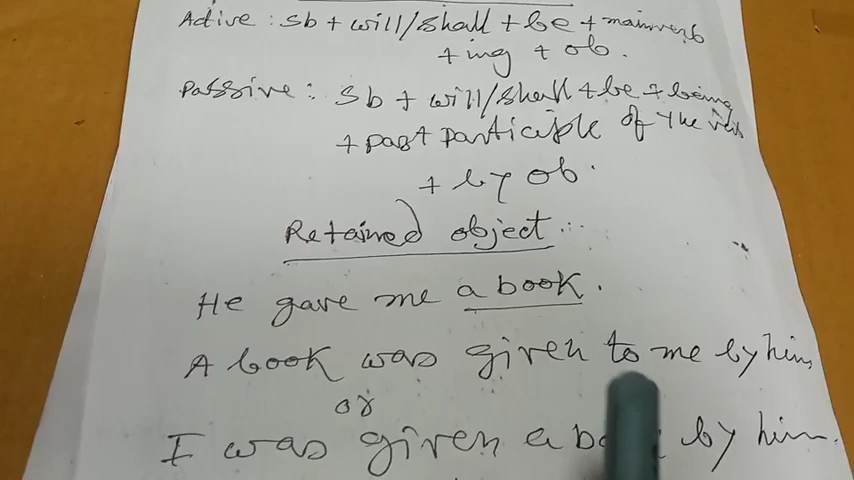 Active: sb + will/shall + be + mainverb
+ ing + ob.
Passive: sb + will/shall + be + being
+ past participle of the verb
+ by ob.
Retained object:
He gave me a book.
A book was given to me by him
or
I was given a by him.